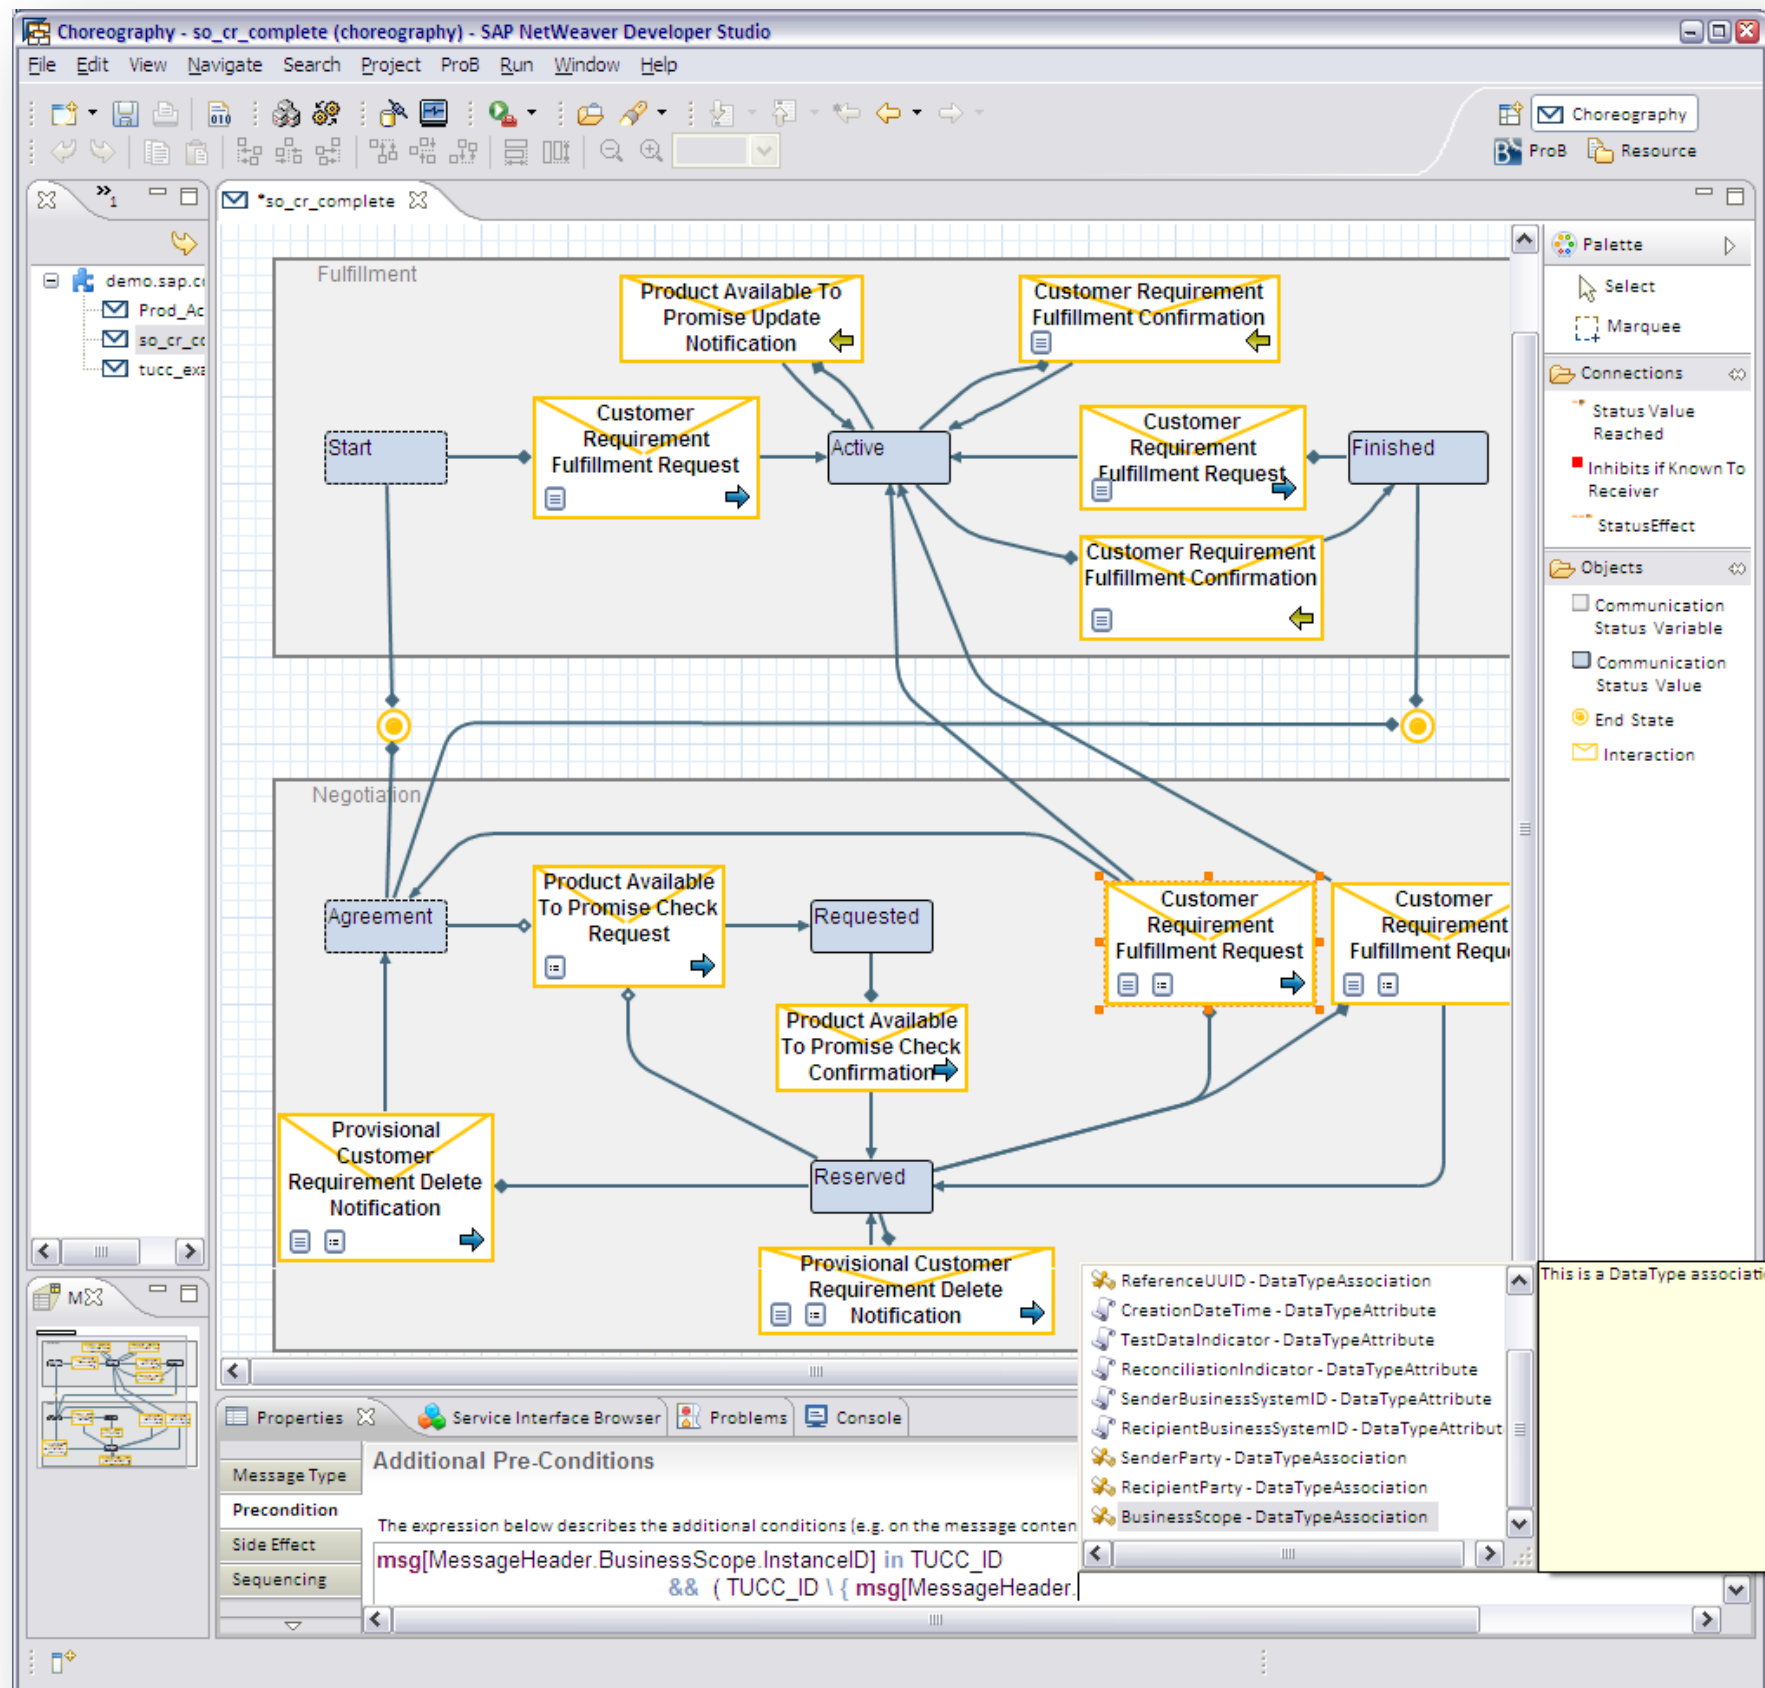 Choreography - so_cr_complete (choreography) - SAP NetWeaver Developer Studio
File Edit View Navigate Search Project ProB Run Window Help
010
Choreography
ProB Resource
1
*so_cr_complete
demo.sap.c
Prod_Ac
so_cr_cc
tucc_exa
Fulfillment
Product Available To
Promise Update
Notification
Customer Requirement
Fulfillment Confirmation
Start
Customer
Requirement
Fulfillment Request
Active
Customer
Requirement
Fulfillment Request
Finished
Customer Requirement
Fulfillment Confirmation
Negotiation
Agreement
Product Available
To Promise Check
Request
Requested
Customer
Requirement
Fulfillment Request
Customer
Requirement
Fulfillment Requ
Product Available
To Promise Check
Confirmation
Provisional
Customer
Requirement Delete
Notification
Reserved
Provisional Customer
Requirement Delete
Notification
Palette
Select
Marquee
Connections
Status Value
Reached
Inhibits if Known To
Receiver
StatusEffect
Objects
Communication
Status Variable
Communication
Status Value
End State
Interaction
M
ReferenceUUID - DataTypeAssociation
CreationDateTime - DataTypeAttribute
TestDataIndicator - DataTypeAttribute
ReconciliationIndicator - DataTypeAttribute
SenderBusinessSystemID - DataTypeAttribute
RecipientBusinessSystemID - DataTypeAttribut
SenderParty - DataTypeAssociation
RecipientParty - DataTypeAssociation
BusinessScope - DataTypeAssociation
This is a DataType associati
Properties Service Interface Browser Problems Console
Message Type
Precondition
Side Effect
Sequencing
Additional Pre-Conditions
The expression below describes the additional conditions (e.g. on the message conten
msg[MessageHeader.BusinessScope.InstanceID] in TUCC_ID
&& ( TUCC_ID \ { msg[MessageHeader.